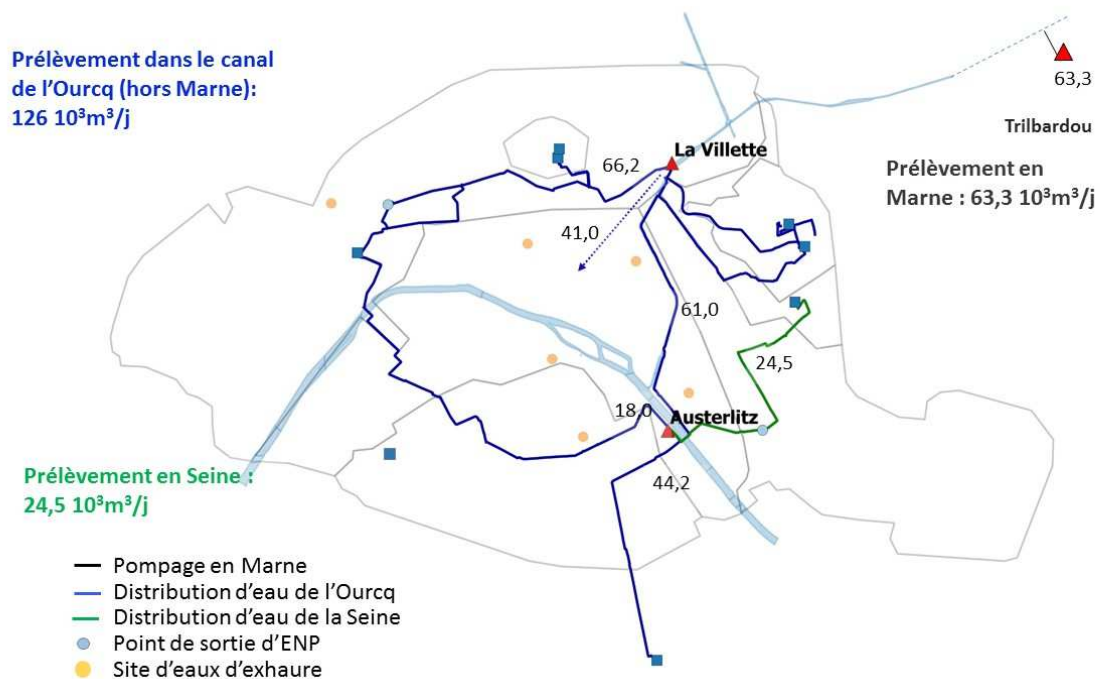 Prélèvement dans le canal
de l'Ourcq (hors Marne):
126 10³m³/j
63,3
Trilbardou
La Villette
66,2
Prélèvement en
Marne : 63,3 10³m³/j
41,0
61,0
24,5
18,0
Austerlitz
Prélèvement en Seine :
24,5 10³m³/j
44,2
Pompage en Marne
Distribution d'eau de l'Ourcq
Distribution d'eau de la Seine
Point de sortie d'ENP
Site d'eaux d'exhaure